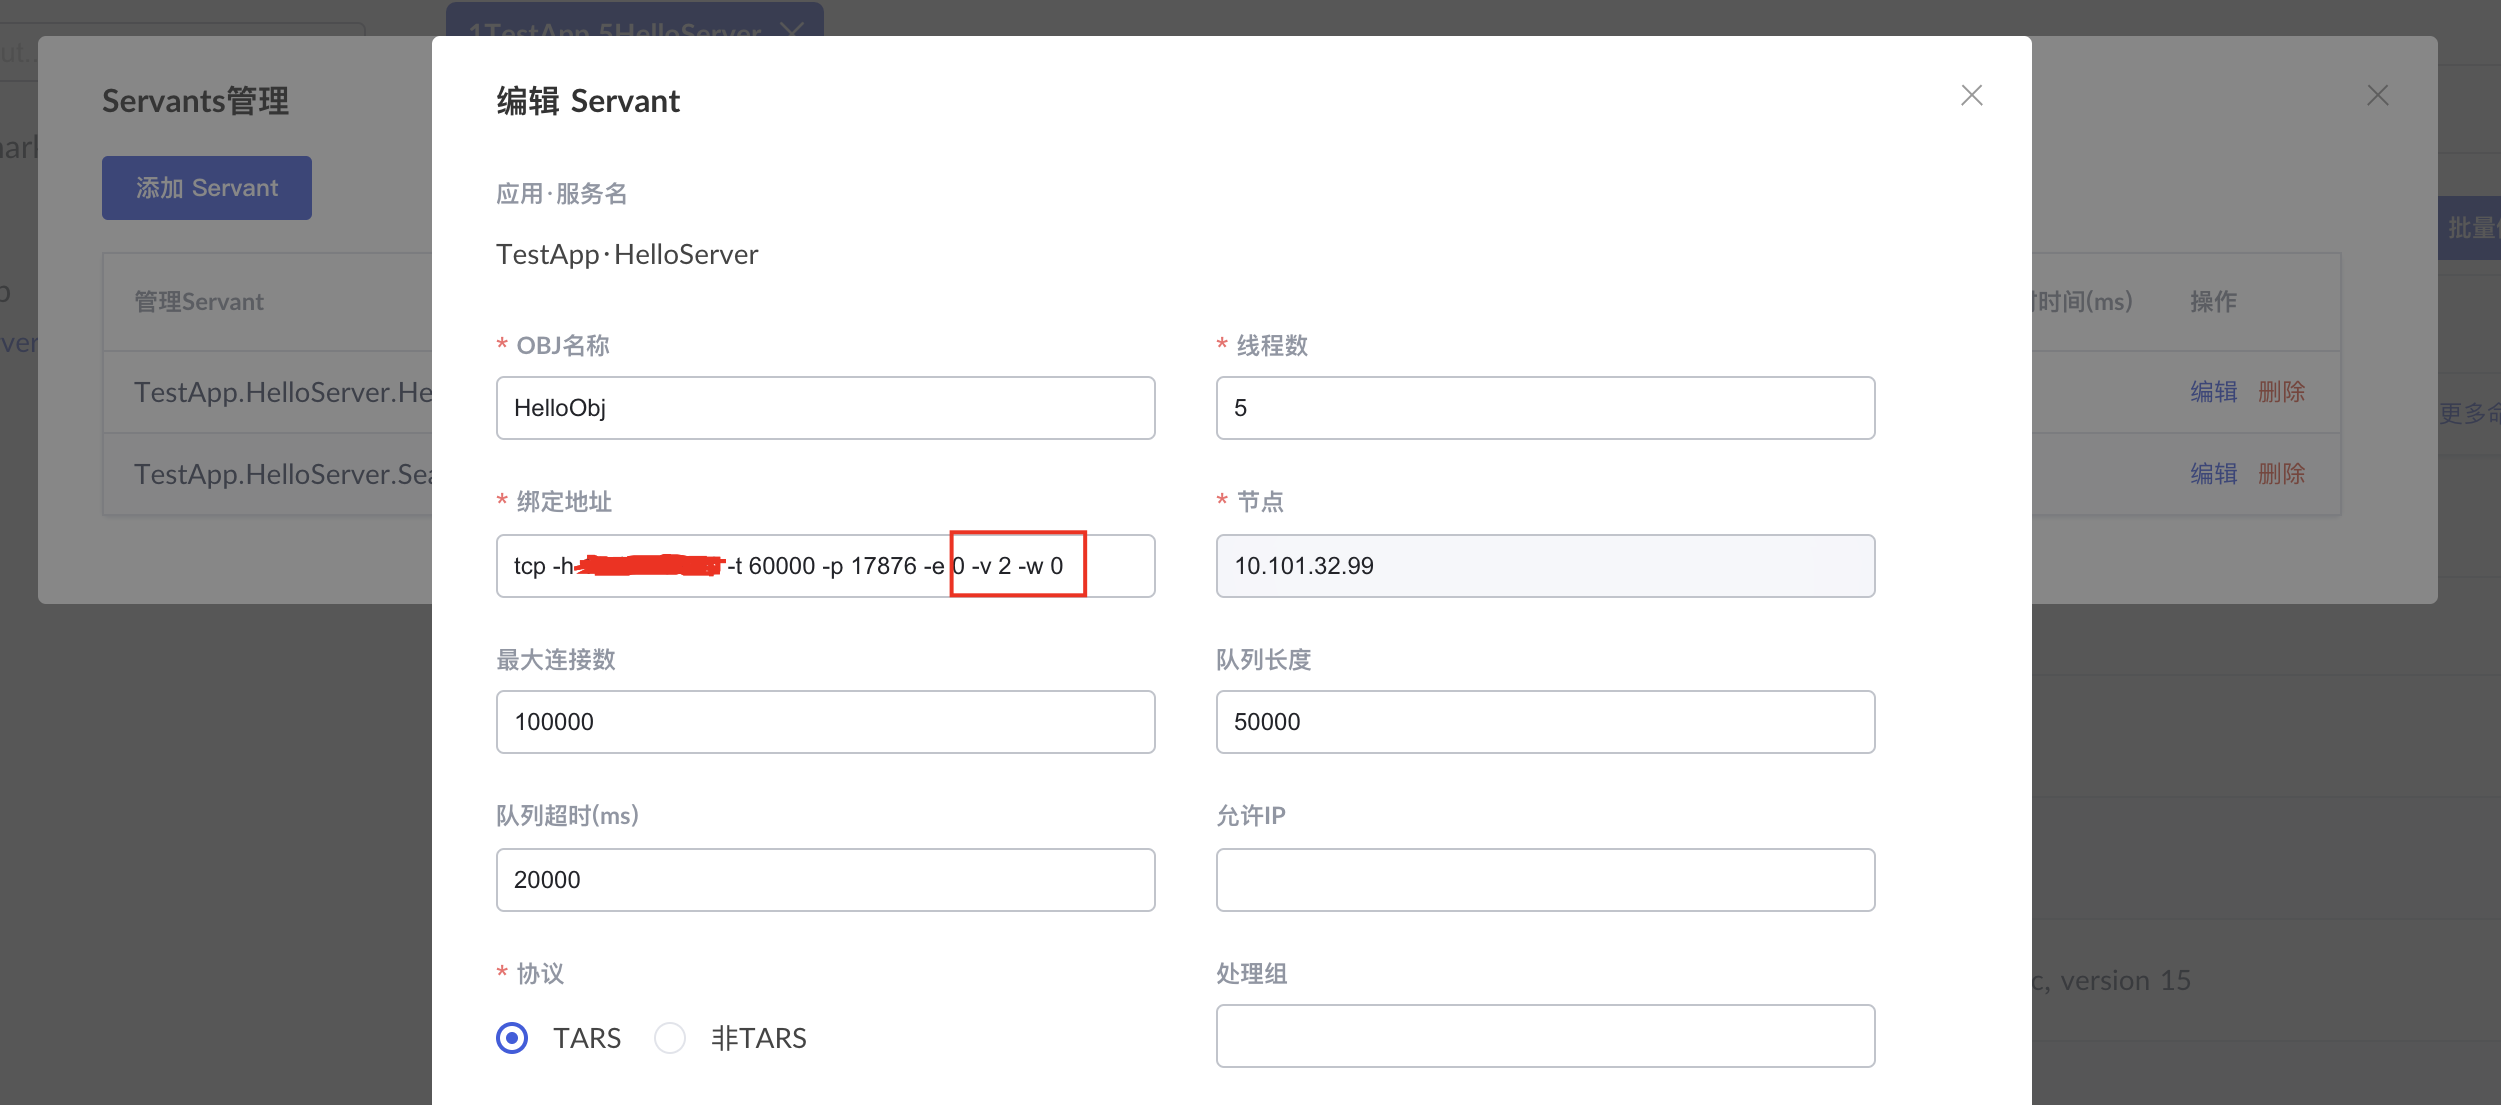 1TestApp.5HelloServer
Servants管理
编辑 Servant
添加 Servant
应用·服务名
TestApp·HelloServer
批量
管理Servant
时间(ms)
操作
* OBJ名称
* 线程数
TestApp.HelloServer.He
HelloObj
5
编辑 删除
更多
TestApp.HelloServer.Sea
编辑 删除
* 绑定地址
* 节点
tcp -h -t 60000 -p 17876 -e 0 -v 2 -w 0
10.101.32.99
最大连接数
队列长度
100000
50000
队列超时(ms)
允许IP
20000
* 协议
处理组
TARS 非TARS
c, version 15